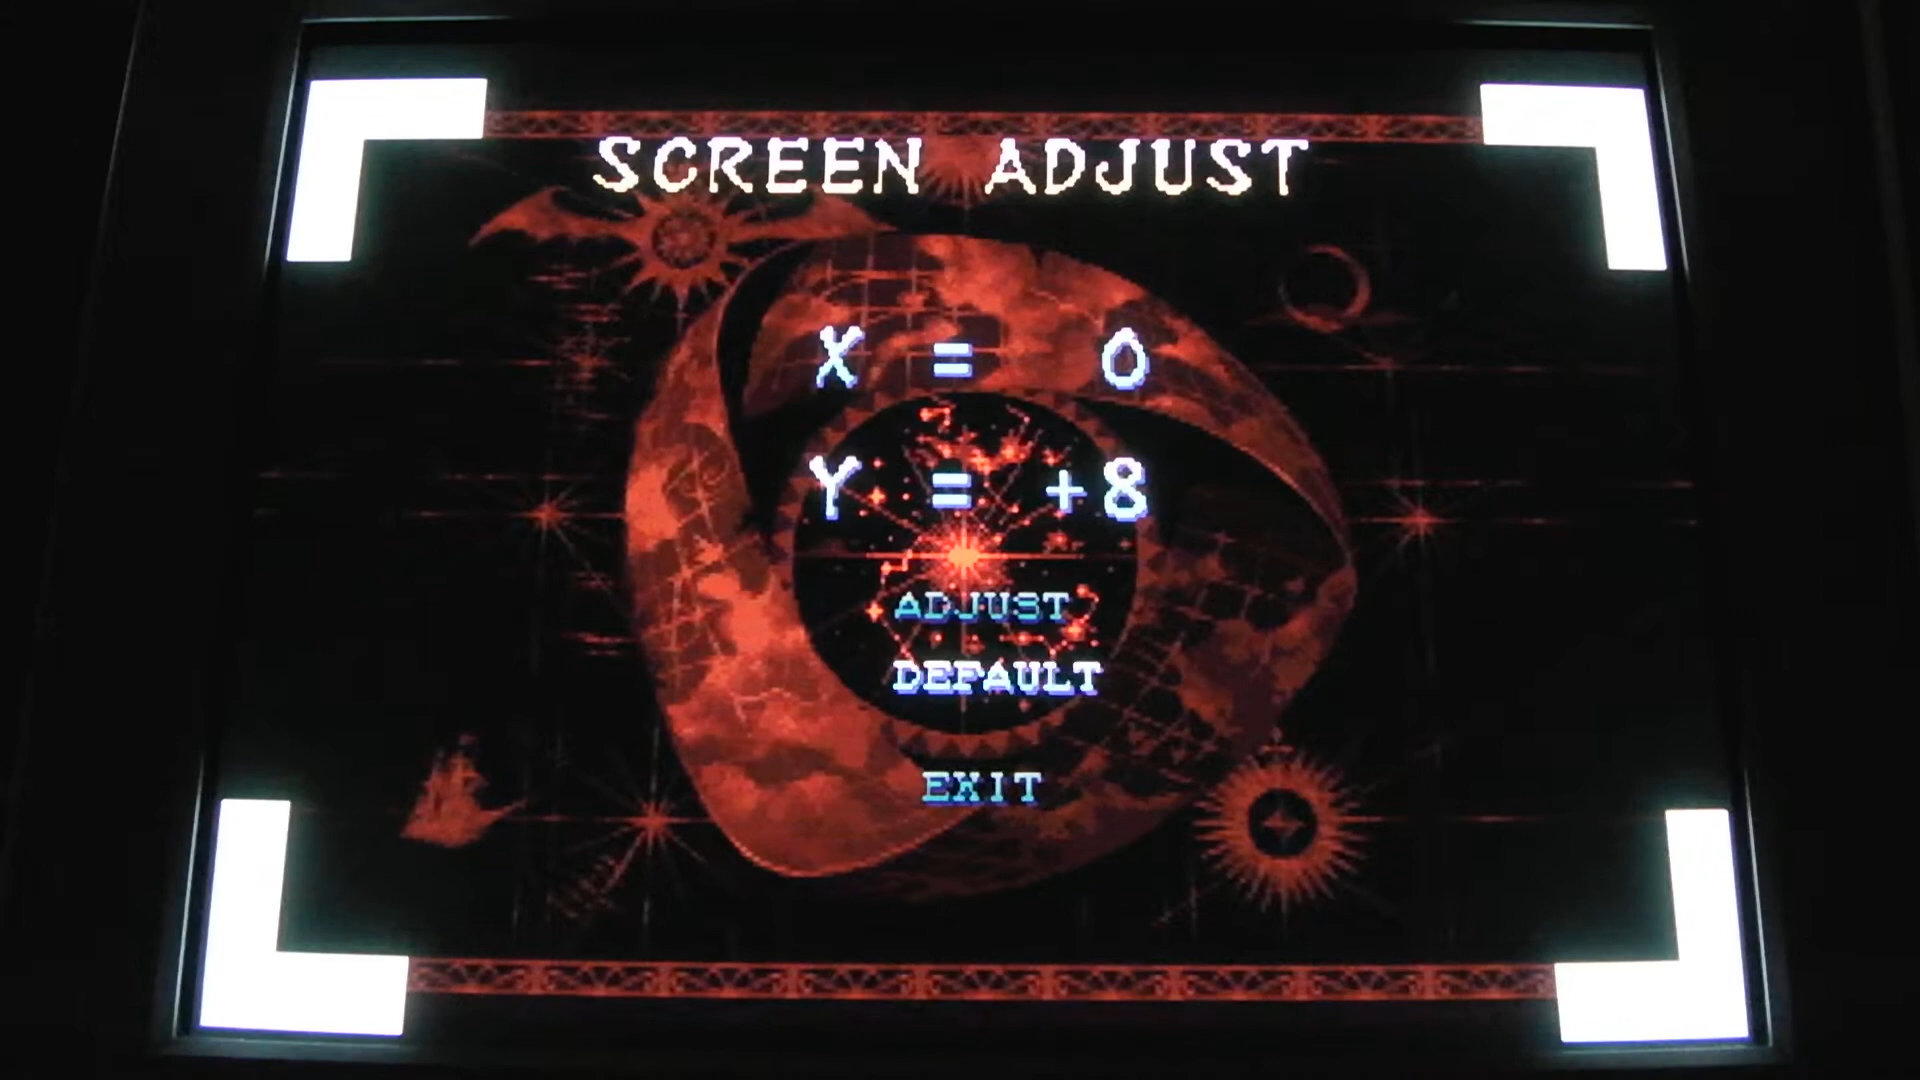 SCREEN ADJUST
X = 0
Y = +8
ADJUST
DEFAULT
EXIT